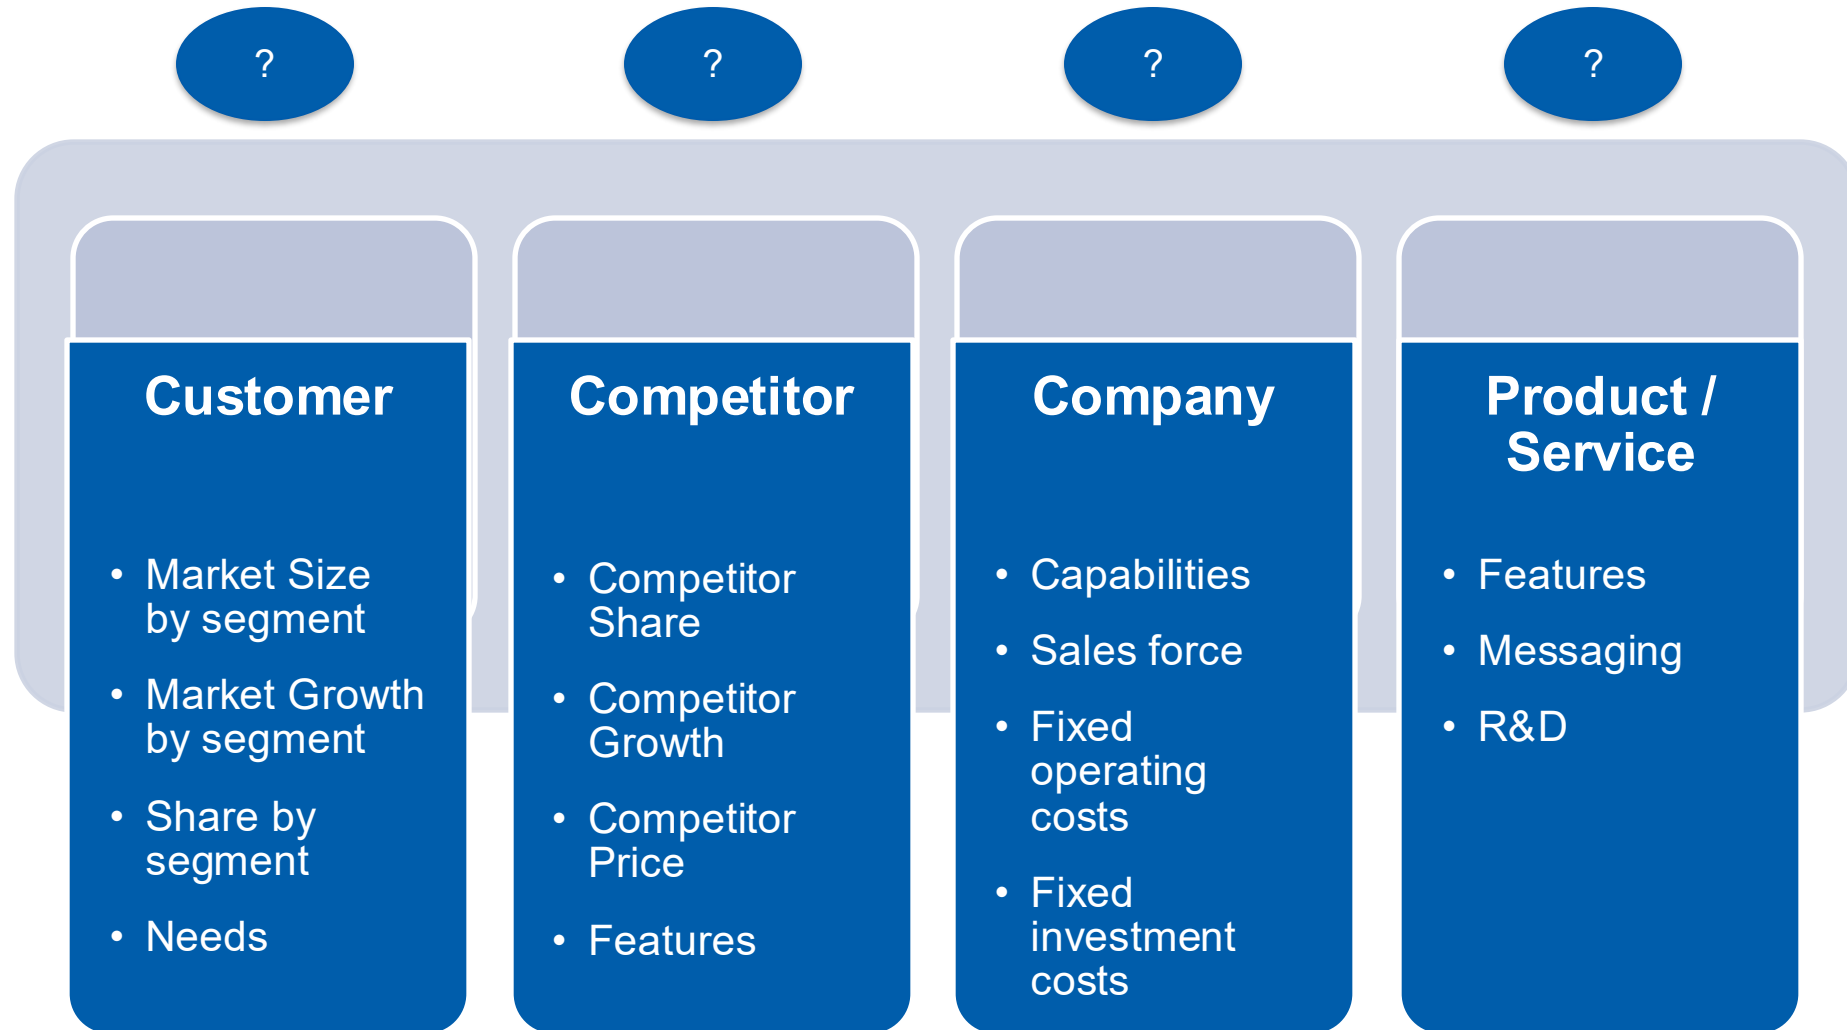 ?
?
?
?
Customer
• Market Size
by segment
• Market Growth
by segment
• Share by
segment
• Needs
Competitor
• Competitor
Share
• Competitor
Growth
• Competitor
Price
• Features
Company
• Capabilities
• Sales force
• Fixed
operating
costs
• Fixed
investment
costs
Product /
Service
• Features
• Messaging
• R&D